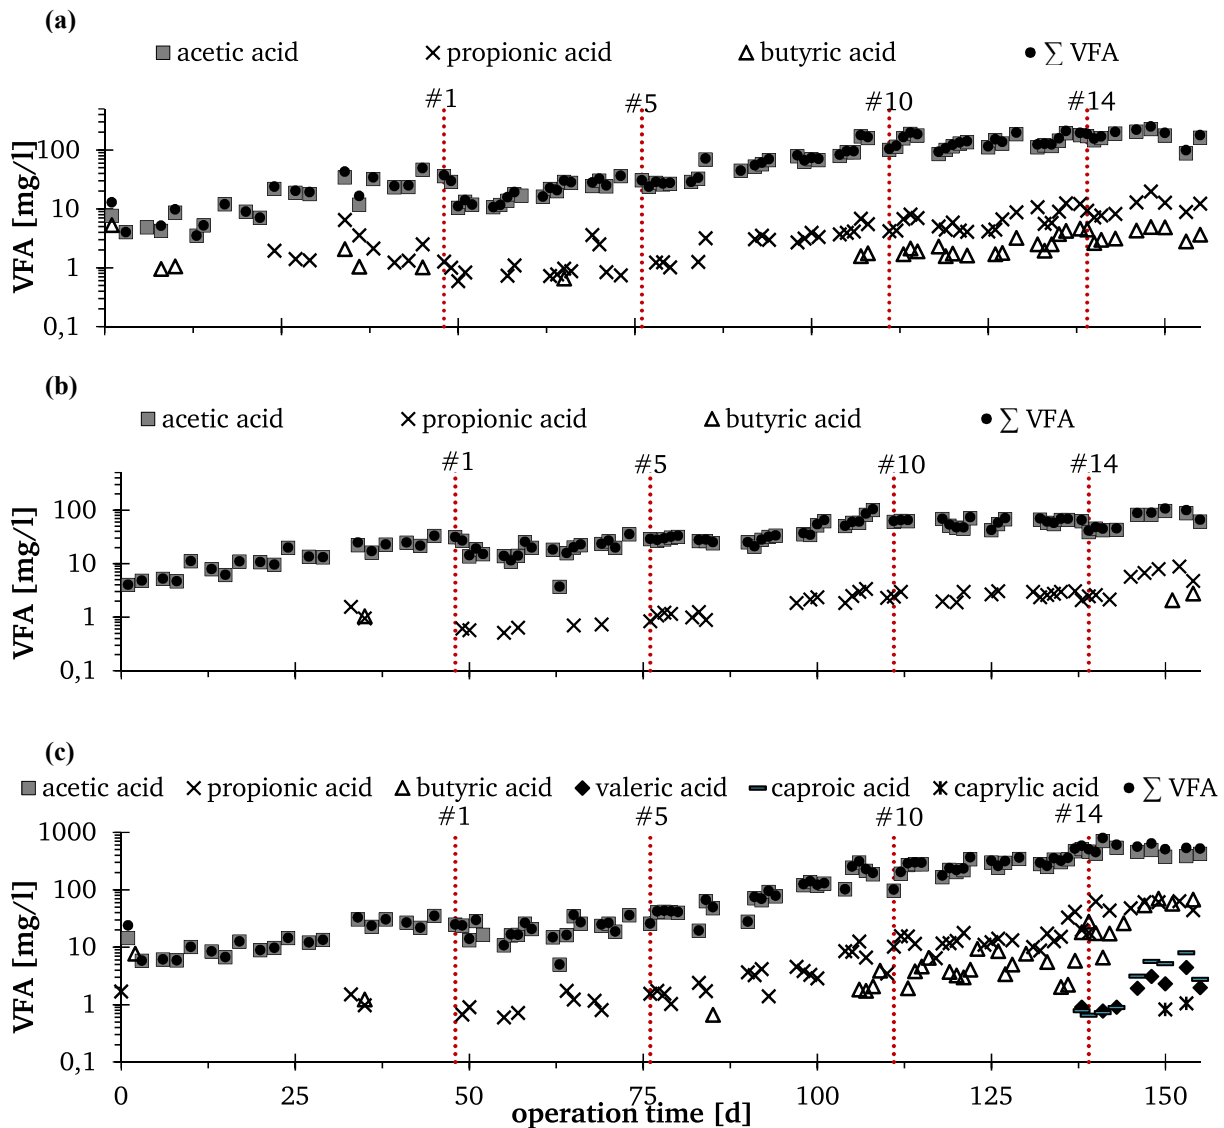 (a)
acetic acid propionic acid butyric acid ∑ VFA
#1 #5 #10 #14
VFA [mg/l]
100
10
1
0,1
(b)
acetic acid propionic acid butyric acid ∑ VFA
#1 #5 #10 #14
VFA [mg/l]
100
10
1
0,1
(c)
acetic acid propionic acid butyric acid valeric acid caproic acid caprylic acid ∑ VFA
#1 #5 #10 #14
VFA [mg/l]
1000
100
10
1
0,1
0 25 50 75 100 125 150
operation time [d]